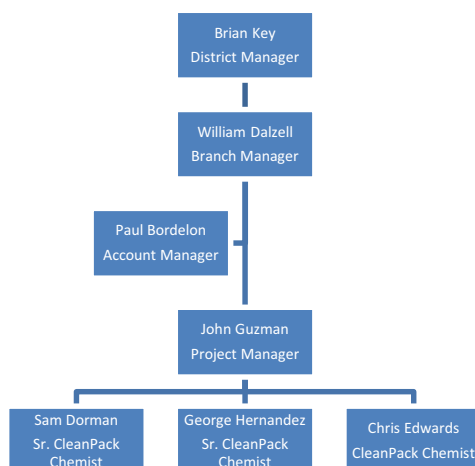 Brian Key
District Manager
William Dalzell
Branch Manager
Paul Bordelon
Account Manager
John Guzman
Project Manager
Sam Dorman
Sr. CleanPack
Chemist
George Hernandez
Sr. CleanPack
Chemist
Chris Edwards
CleanPack Chemist